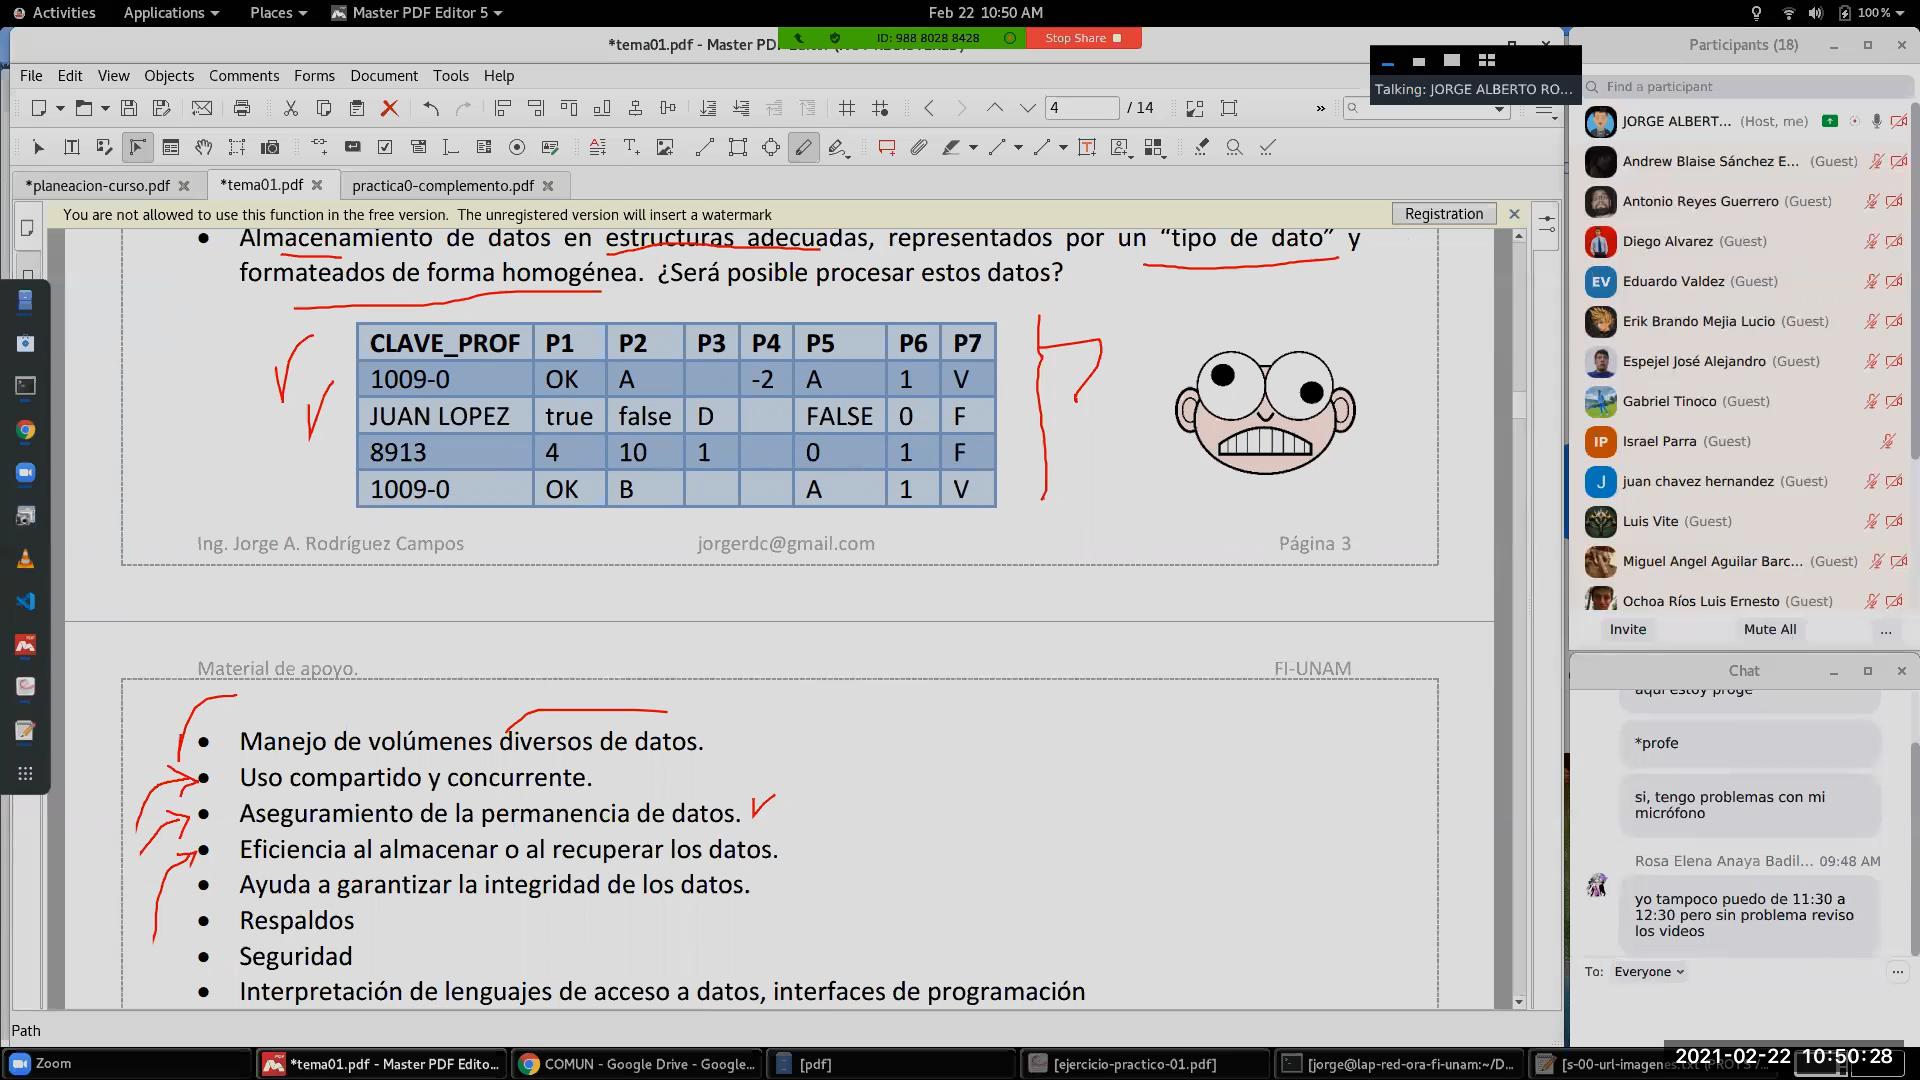 Activities Applications Places Master PDF Editor 5 Feb 22 10:50 AM 100%
*tema01.pdf - Master PD
ID: 988 8028 8428 Stop Share
Talking: JORGE ALBERTO RO...
File Edit View Objects Comments Forms Document Tools Help
4 / 14
*planeacion-curso.pdf *tema01.pdf practica0-complemento.pdf
You are not allowed to use this function in the free version. The unregistered version will insert a watermark Registration
Almacenamiento de datos en estructuras adecuadas, representados por un “tipo de dato” y
formateados de forma homogénea. ¿Será posible procesar estos datos?
CLAVE_PROF P1 P2 P3 P4 P5 P6 P7
1009-0 OK A -2 A 1 V
JUAN LOPEZ true false D FALSE 0 F
8913 4 10 1 0 1 F
1009-0 OK B A 1 V
Ing. Jorge A. Rodríguez Campos jorgerdc@gmail.com Página 3
Material de apoyo. FI-UNAM
• Manejo de volúmenes diversos de datos.
• Uso compartido y concurrente.
• Aseguramiento de la permanencia de datos.
• Eficiencia al almacenar o al recuperar los datos.
• Ayuda a garantizar la integridad de los datos.
• Respaldos
• Seguridad
• Interpretación de lenguajes de acceso a datos, interfaces de programación
Path
Participants (18)
Find a participant
JORGE ALBERT... (Host, me)
Andrew Blaise Sánchez E... (Guest)
Antonio Reyes Guerrero (Guest)
Diego Alvarez (Guest)
EV Eduardo Valdez (Guest)
Erik Brando Mejia Lucio (Guest)
Espejel José Alejandro (Guest)
Gabriel Tinoco (Guest)
IP Israel Parra (Guest)
J juan chavez hernandez (Guest)
Luis Vite (Guest)
Miguel Angel Aguilar Barc... (Guest)
Ochoa Ríos Luis Ernesto (Guest)
Invite Mute All ...
Chat
aqui estoy proge
*profe
si, tengo problemas con mi
micrófono
Rosa Elena Anaya Badil... 09:48 AM
yo tampoco puedo de 11:30 a
12:30 pero sin problema reviso
los videos
To: Everyone
Zoom *tema01.pdf - Master PDF Edito... COMUN - Google Drive - Google... [pdf] [ejercicio-practico-01.pdf] [jorge@lap-red-ora-fi-unam:~/D... [s-00-url-imagenes.txt
2021-02-22 10:50:28